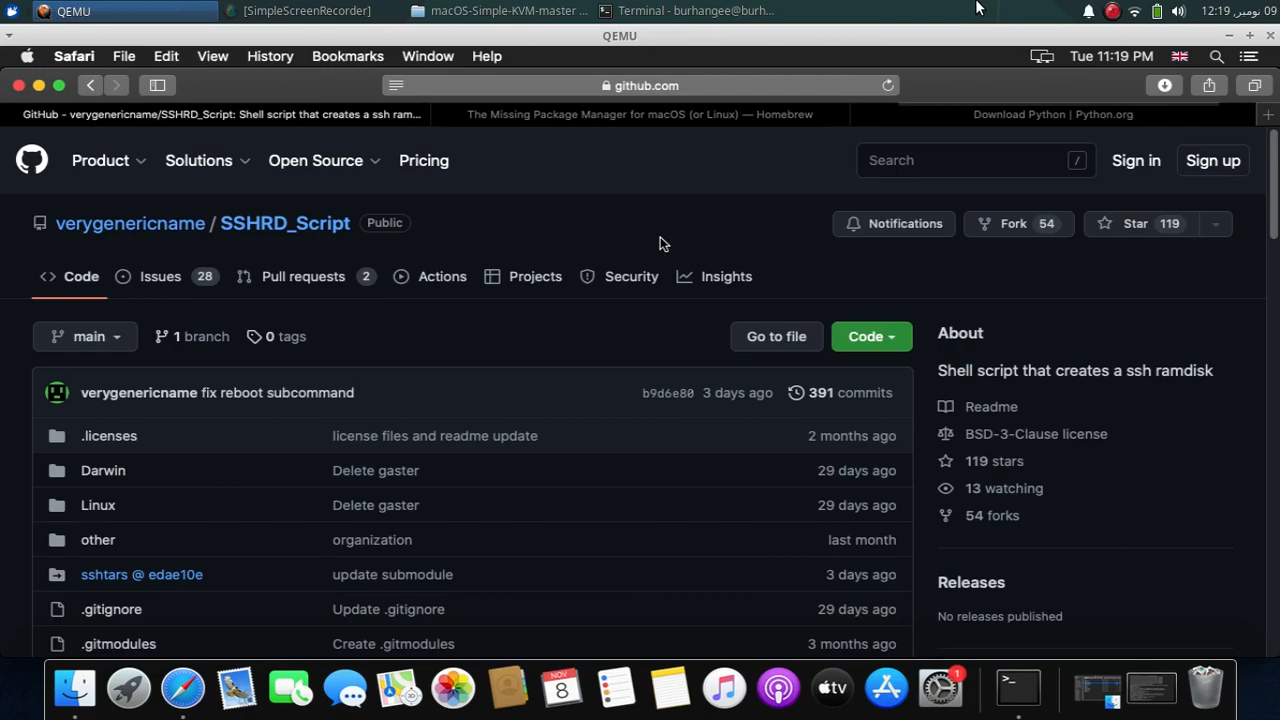 QEMU
[SimpleScreenRecorder]
macOS-Simple-KVM-master ...
Terminal - burhangee@burh...
09 نومبر, 12:19
QEMU
Safari File Edit View History Bookmarks Window Help
Tue 11:19 PM
github.com
GitHub - verygenericname/SSHRD_Script: Shell script that creates a ssh ram...
The Missing Package Manager for macOS (or Linux) — Homebrew
Download Python | Python.org
Product Solutions Open Source Pricing
Search /
Sign in
Sign up
verygenericname / SSHRD_Script Public
Notifications
Fork 54
Star 119
Code
Issues 28
Pull requests 2
Actions
Projects
Security
Insights
main
1 branch
0 tags
Go to file
Code
verygenericname fix reboot subcommand b9d6e80 3 days ago 391 commits
.licenses license files and readme update 2 months ago
Darwin Delete gaster 29 days ago
Linux Delete gaster 29 days ago
other organization last month
sshtars @ edae10e update submodule 3 days ago
.gitignore Update .gitignore 29 days ago
.gitmodules Create .gitmodules 3 months ago
About
Shell script that creates a ssh ramdisk
Readme
BSD-3-Clause license
119 stars
13 watching
54 forks
Releases
No releases published
NOV
8
tv
1
>_